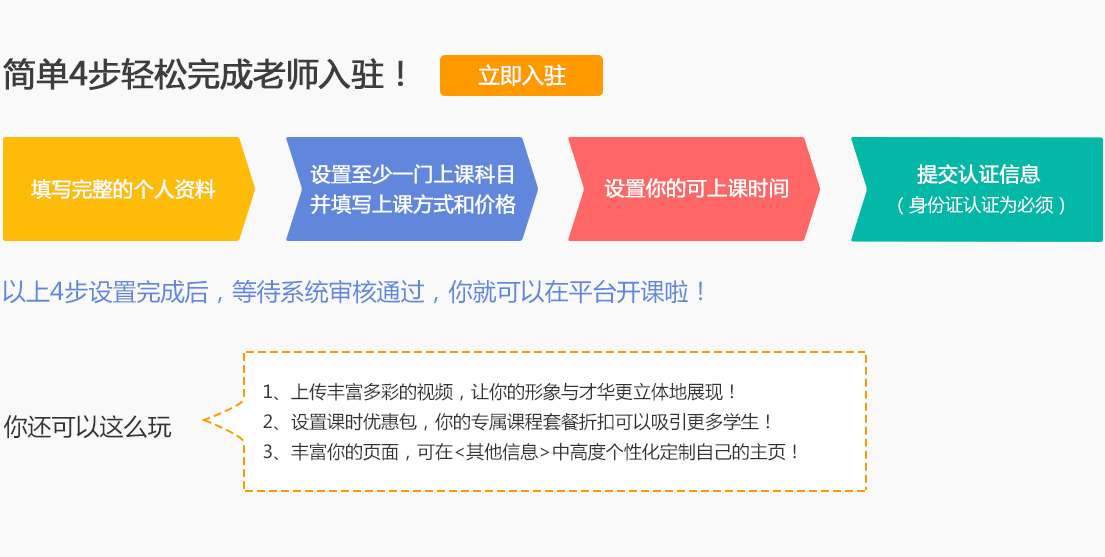 简单4步轻松完成老师入驻！
立即入驻
填写完整的个人资料
设置至少一门上课科目
并填写上课方式和价格
设置你的可上课时间
提交认证信息
（身份证认证为必须）
以上4步设置完成后，等待系统审核通过，你就可以在平台开课啦！
你还可以这么玩
1、上传丰富多彩的视频，让你的形象与才华更立体地展现！
2、设置课时优惠包，你的专属课程套餐折扣可以吸引更多学生！
3、丰富你的页面，可在<其他信息>中高度个性化定制自己的主页！